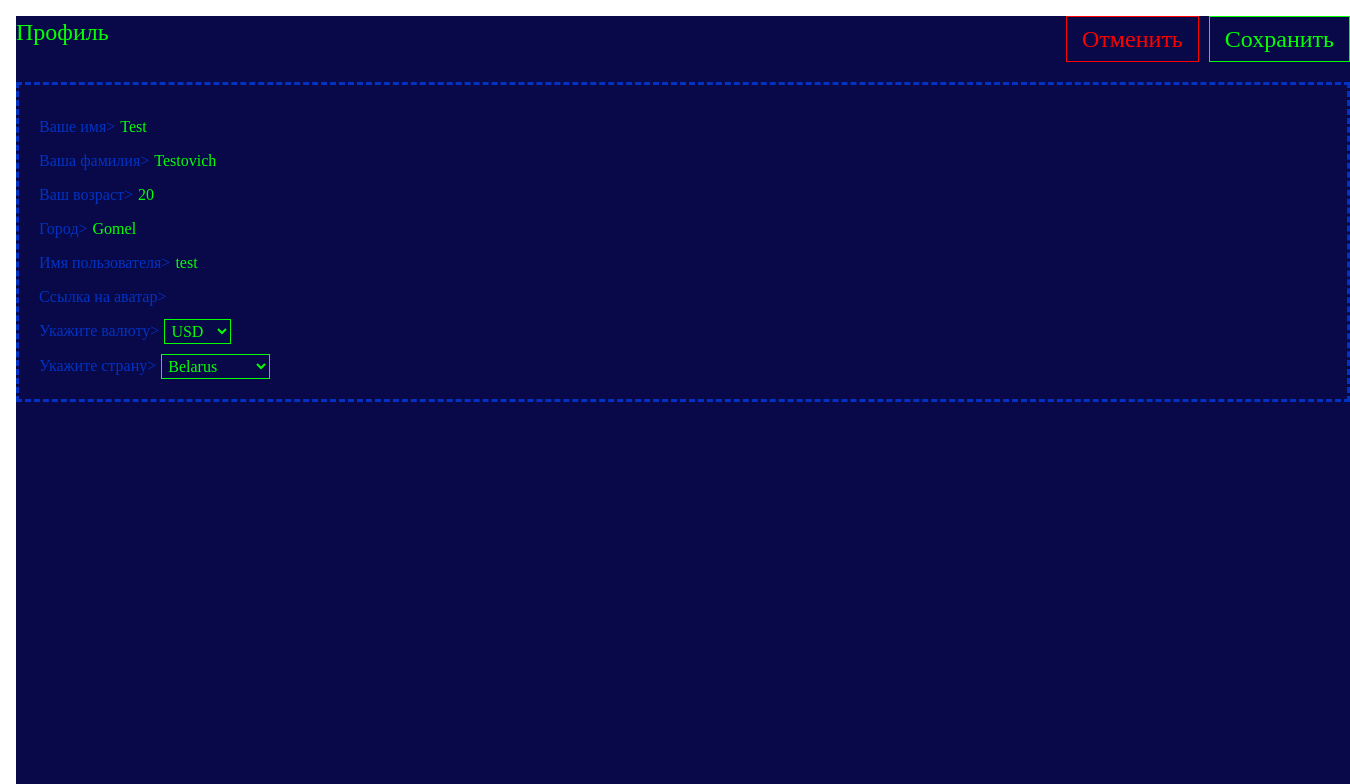 Профиль
Отменить
Сохранить
Ваше имя> Test
Ваша фамилия> Testovich
Ваш возраст> 20
Город> Gomel
Имя пользователя> test
Ссылка на аватар>
Укажите валюту> USD
Укажите страну> Belarus